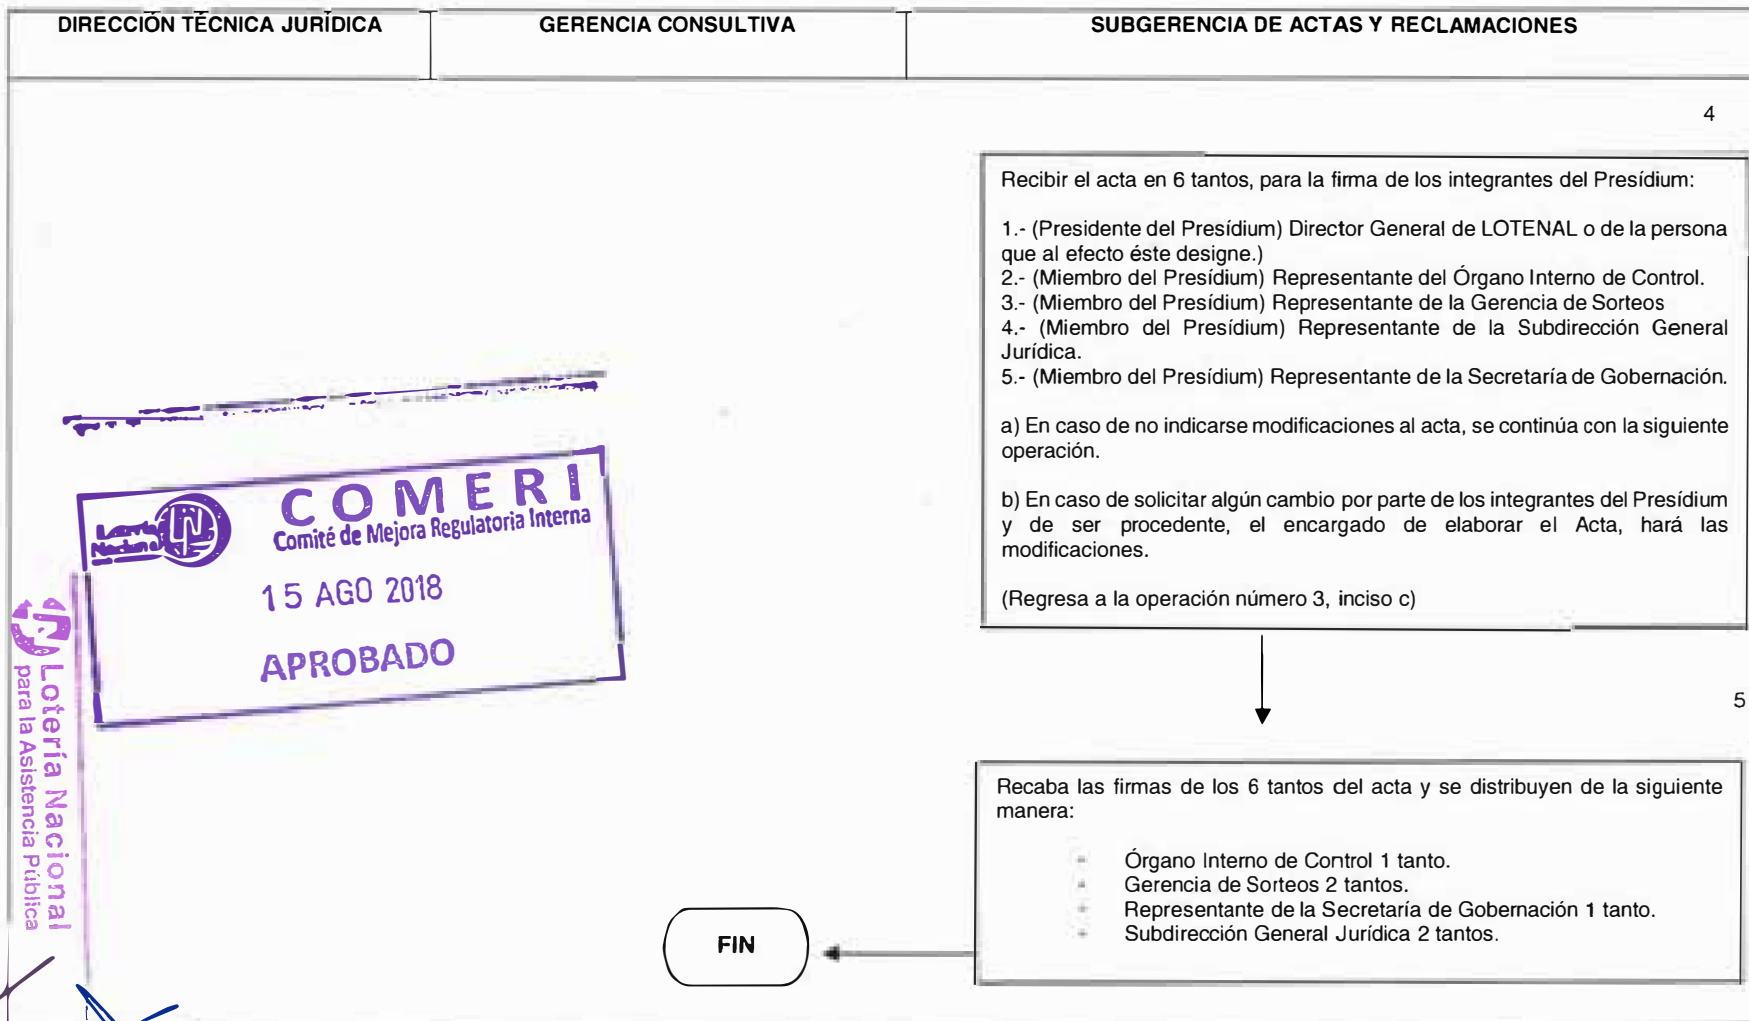 DIRECCIÓN TÉCNICA JURÍDICA
GERENCIA CONSULTIVA
SUBGERENCIA DE ACTAS Y RECLAMACIONES
4
Recibir el acta en 6 tantos, para la firma de los integrantes del Presídium:
1.- (Presidente del Presídium) Director General de LOTENAL o de la persona
que al efecto éste designe.)
2.- (Miembro del Presídium) Representante del Órgano Interno de Control.
3.- (Miembro del Presídium) Representante de la Gerencia de Sorteos
4.- (Miembro del Presídium) Representante de la Subdirección General
Jurídica.
5.- (Miembro del Presídium) Representante de la Secretaría de Gobernación.
a) En caso de no indicarse modificaciones al acta, se continúa con la siguiente
operación.
b) En caso de solicitar algún cambio por parte de los integrantes del Presídium
y de ser procedente, el encargado de elaborar el Acta, hará las
modificaciones.
(Regresa a la operación número 3, inciso c)
COMERI
Comité de Mejora Regulatoria Interna
15 AGO 2018
APROBADO
Lotería Nacional
para la Asistencia Pública
5
Recaba las firmas de los 6 tantos del acta y se distribuyen de la siguiente
manera:
Órgano Interno de Control 1 tanto.
Gerencia de Sorteos 2 tantos.
Representante de la Secretaría de Gobernación 1 tanto.
Subdirección General Jurídica 2 tantos.
FIN